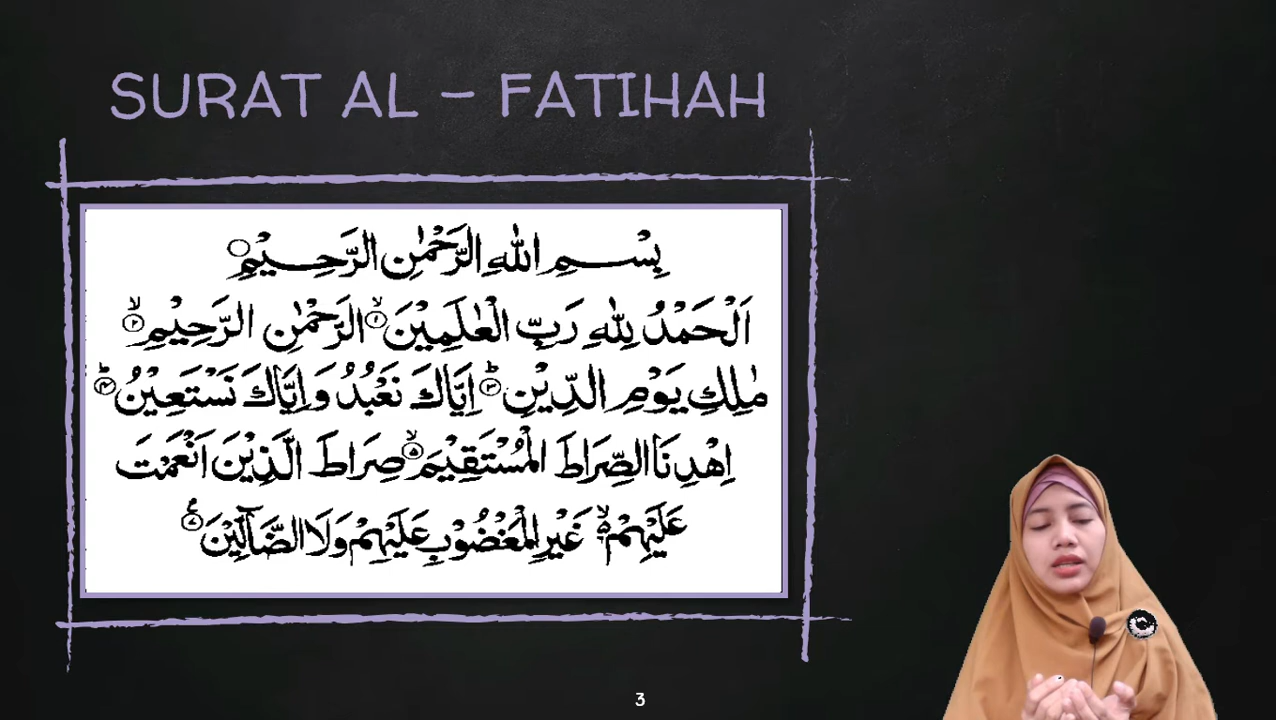 SURAT AL – FATIHAH
بِسْمِ اللّٰهِ الرَّحْمٰنِ الرَّحِيْمِ
اَلْحَمْدُ لِلّٰهِ رَبِّ الْعٰلَمِيْنَ ۙ١ الرَّحْمٰنِ الرَّحِيْمِ ۙ٢
مٰلِكِ يَوْمِ الدِّيْنِ ۗ٣ اِيَّاكَ نَعْبُدُ وَاِيَّاكَ نَسْتَعِيْنُ ۗ٤
اِهْدِنَا الصِّرَاطَ الْمُسْتَقِيْمَ ۙ٥ صِرَاطَ الَّذِيْنَ اَنْعَمْتَ
عَلَيْهِمْ ۙ٦ غَيْرِ الْمَغْضُوْبِ عَلَيْهِمْ وَلَا الضَّآلِّيْنَ ۚ٧
3